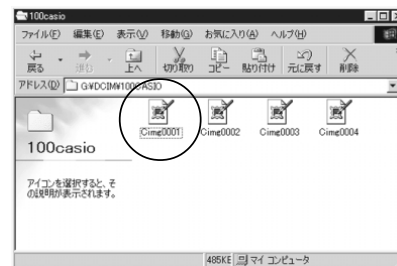 100casio
ファイル(F) 編集(E) 表示(V) 移動(G) お気に入り(A) ヘルプ(H)
戻る 進む 上へ 切り取り コピー 貼り付け 元に戻す 削除
アドレス(D) G:¥DCIM¥100CASIO
Cimg0001 Cimg0002 Cimg0003 Cimg0004
100casio
アイコンを選択すると、そ
の説明が表示されます。
485KB マイ コンピュータ